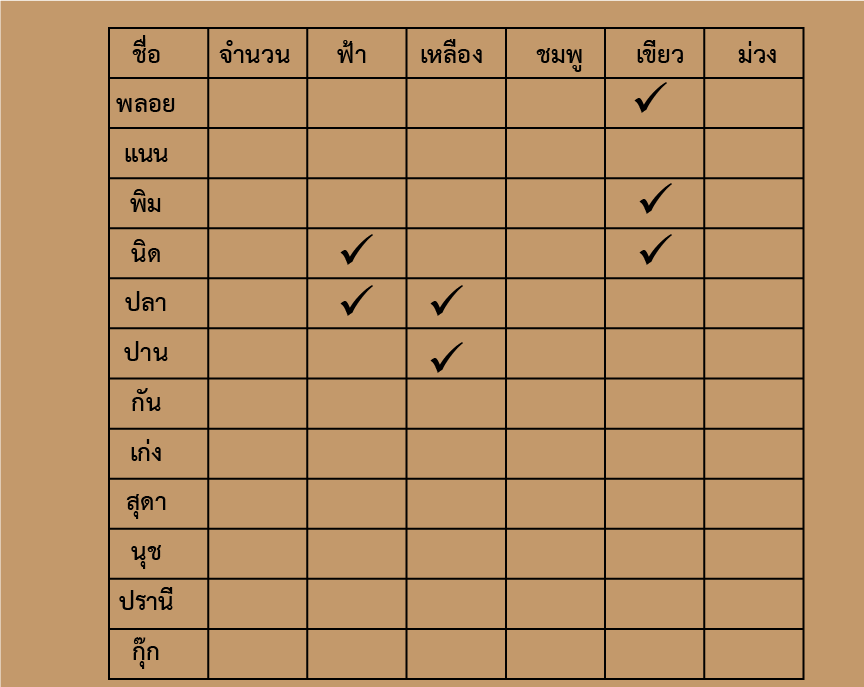 ชื่อ จำนวน ฟ้า เหลือง ชมพู เขียว ม่วง
พลอย ✓
แนน
พิม ✓
นิด ✓ ✓
ปลา ✓ ✓
ปาน ✓
กัน
เก่ง
สุดา
นุช
ปรานี
กุ๊ก